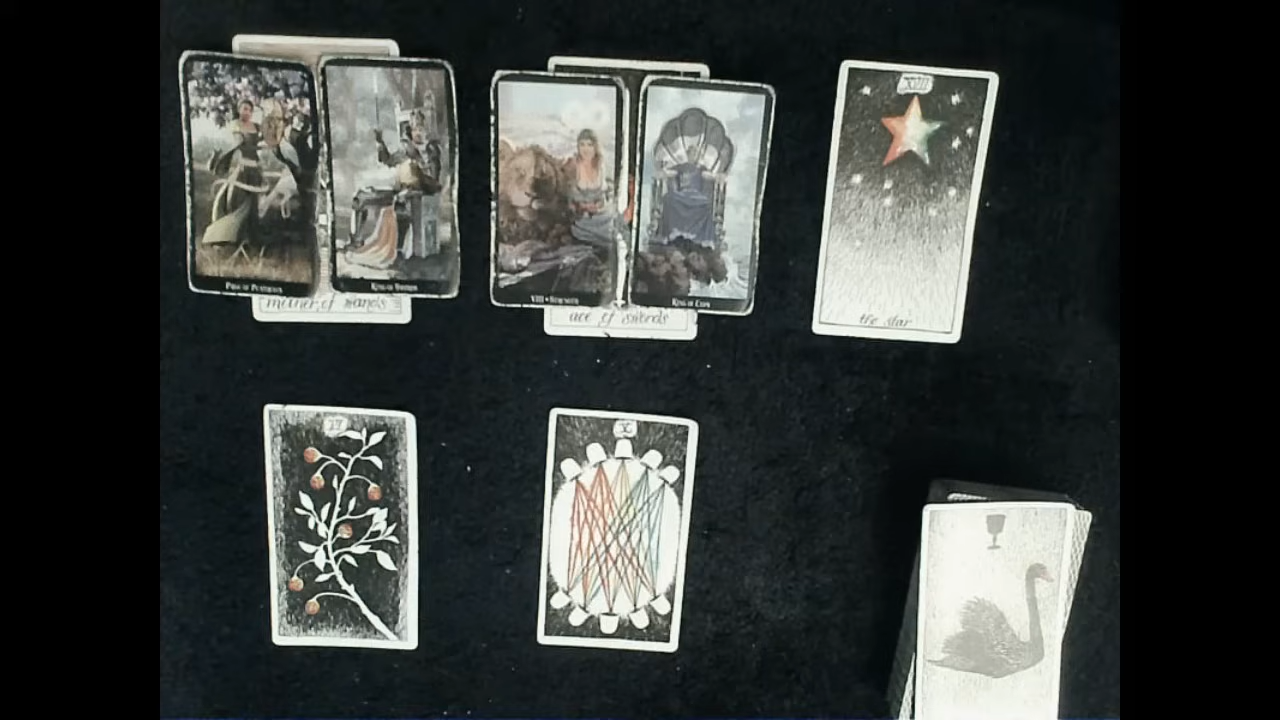 PAGE OF PENTACLES
KING OF SWORDS
mother of wands
VIII • STRENGTH
KING OF CUPS
ace of swords
XVII
the star
VI
X